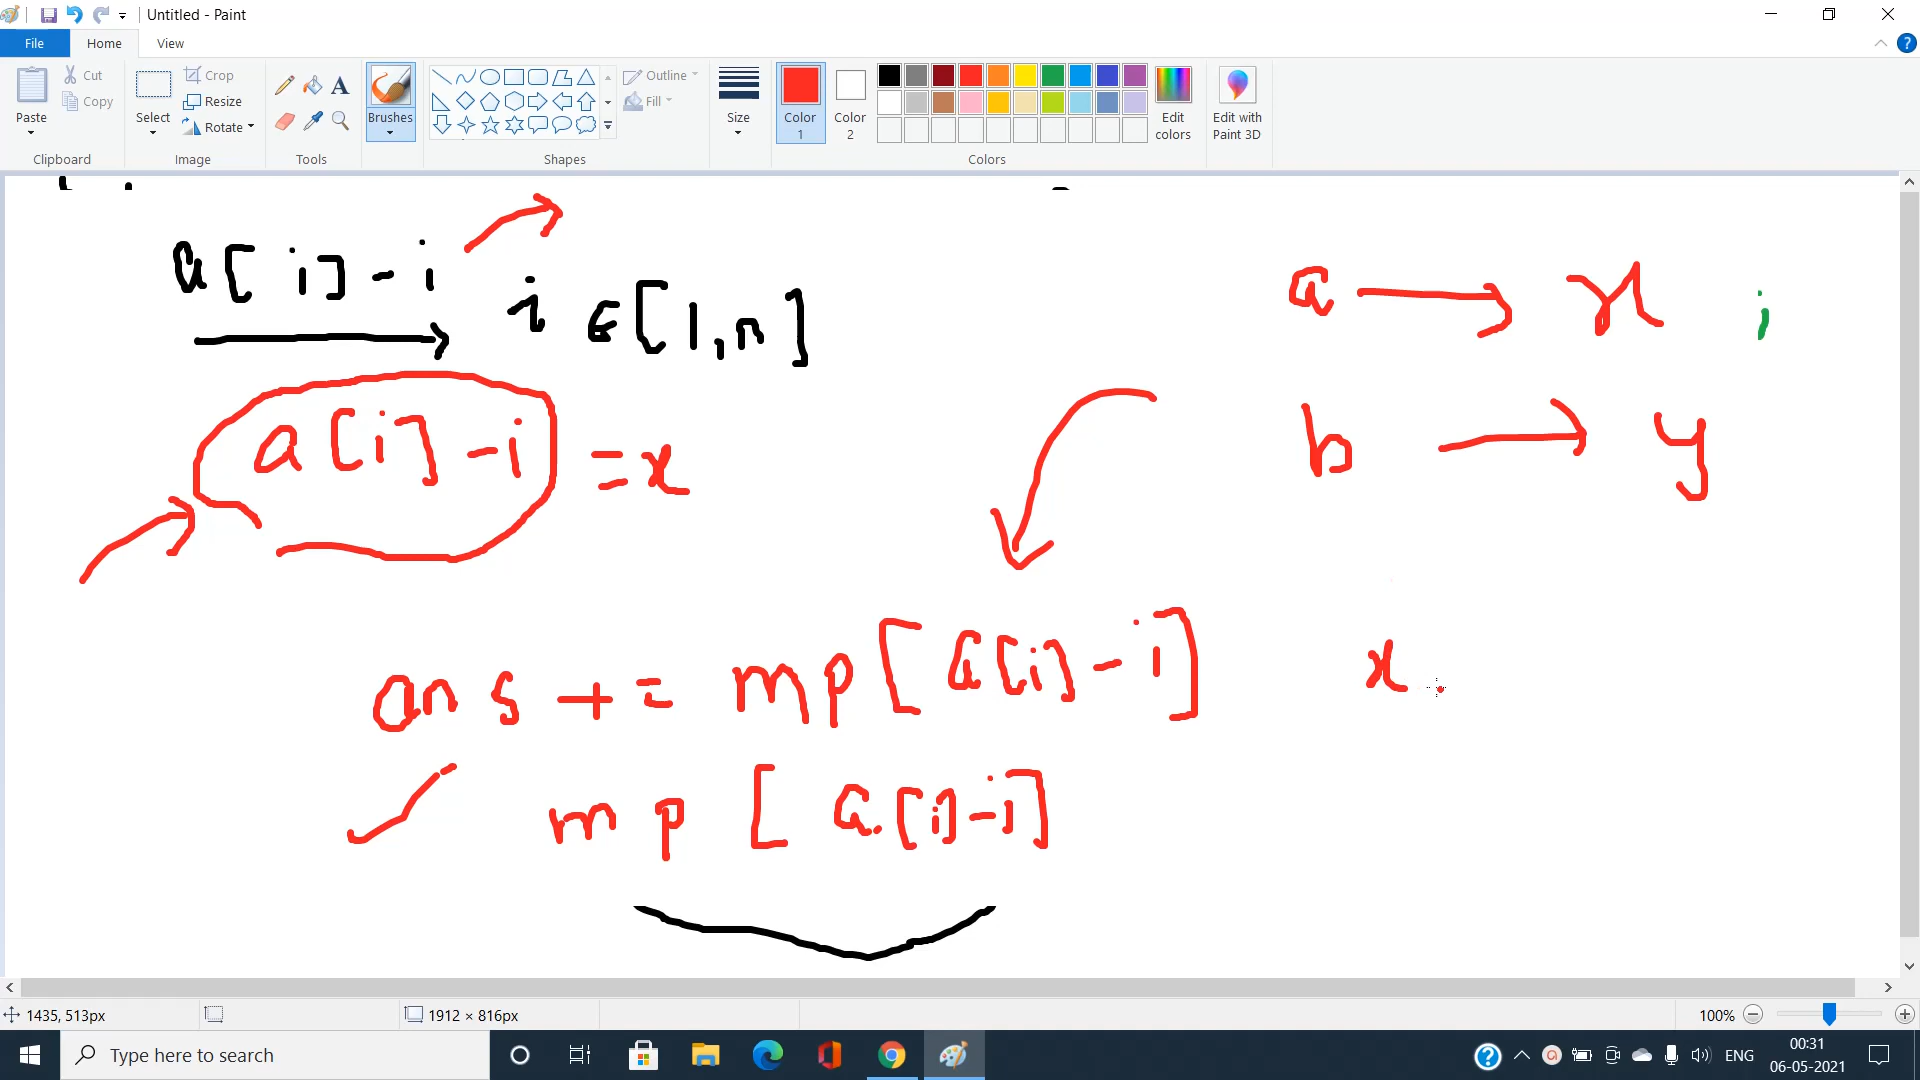 Untitled - Paint
File Home View
Paste
Cut
Copy
Clipboard
Select
Crop
Resize
Rotate
Image
Tools
Brushes
Shapes
Outline
Fill
Size
Color 1
Color 2
Colors
Edit colors
Edit with Paint 3D
a[i]-i
i ∈ [1,n]
a → x i
a[i]-i = x
b → y
ans += mp[a[i]-i]
x
mp[a.[i]-i]
1435, 513px
1912 × 816px
100%
Type here to search
ENG
00:31
06-05-2021